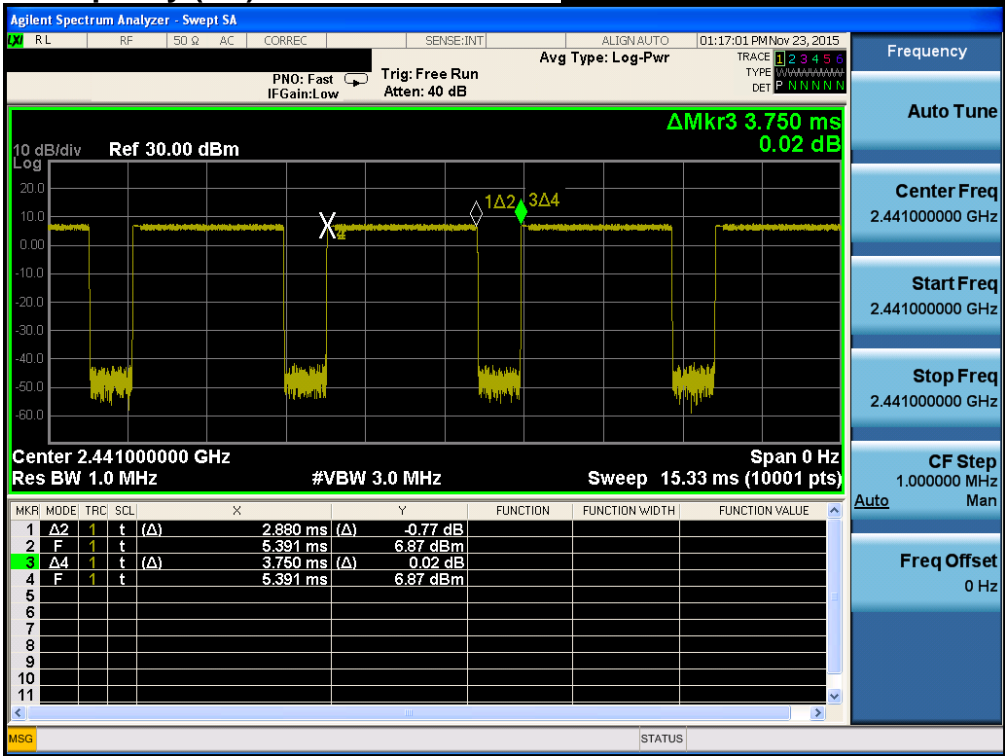 Agilent Spectrum Analyzer - Swept SA
LXI RL RF 50 Ω AC CORREC SENSE:INT ALIGN AUTO 01:17:01 PM Nov 23, 2015
Frequency
Avg Type: Log-Pwr TRACE 1 2 3 4 5 6
PNO: Fast Trig: Free Run TYPE WWWWWW
IFGain:Low Atten: 40 dB DET P N N N N N
Auto Tune
ΔMkr3 3.750 ms
10 dB/div Ref 30.00 dBm 0.02 dB
Log
20.0
10.0
0.00
-10.0
-20.0
-30.0
-40.0
-50.0
-60.0
1Δ2 3Δ4
X
Center Freq
2.441000000 GHz
Start Freq
2.441000000 GHz
Stop Freq
2.441000000 GHz
Center 2.441000000 GHz Span 0 Hz
Res BW 1.0 MHz #VBW 3.0 MHz Sweep 15.33 ms (10001 pts)
CF Step
1.000000 MHz
Auto Man
MKR MODE TRC SCL X Y FUNCTION FUNCTION WIDTH FUNCTION VALUE
1 Δ2 1 t (Δ) 2.880 ms (Δ) -0.77 dB
2 F 1 t 5.391 ms 6.87 dBm
3 Δ4 1 t (Δ) 3.750 ms (Δ) 0.02 dB
4 F 1 t 5.391 ms 6.87 dBm
5
6
7
8
9
10
11
Freq Offset
0 Hz
MSG STATUS